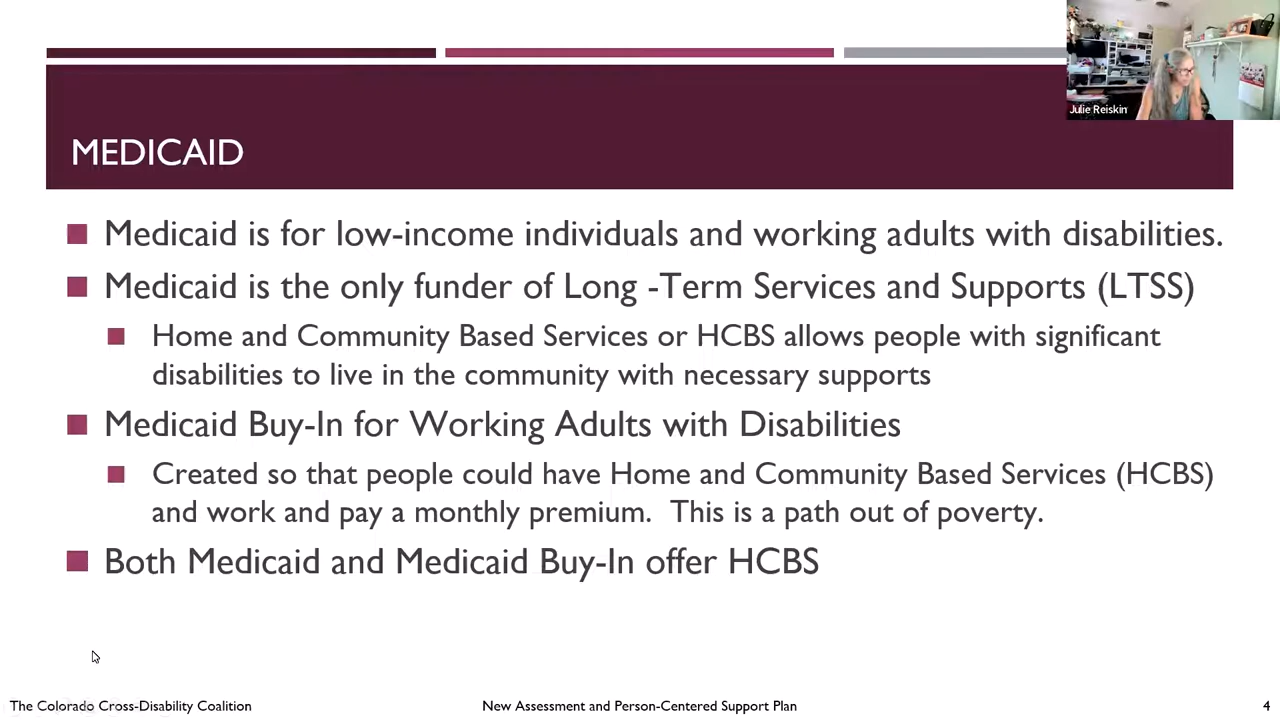 Julie Reiskin
MEDICAID
Medicaid is for low-income individuals and working adults with disabilities.
Medicaid is the only funder of Long -Term Services and Supports (LTSS)
Home and Community Based Services or HCBS allows people with significant
disabilities to live in the community with necessary supports
Medicaid Buy-In for Working Adults with Disabilities
Created so that people could have Home and Community Based Services (HCBS)
and work and pay a monthly premium.  This is a path out of poverty.
Both Medicaid and Medicaid Buy-In offer HCBS
The Colorado Cross-Disability Coalition
New Assessment and Person-Centered Support Plan
4